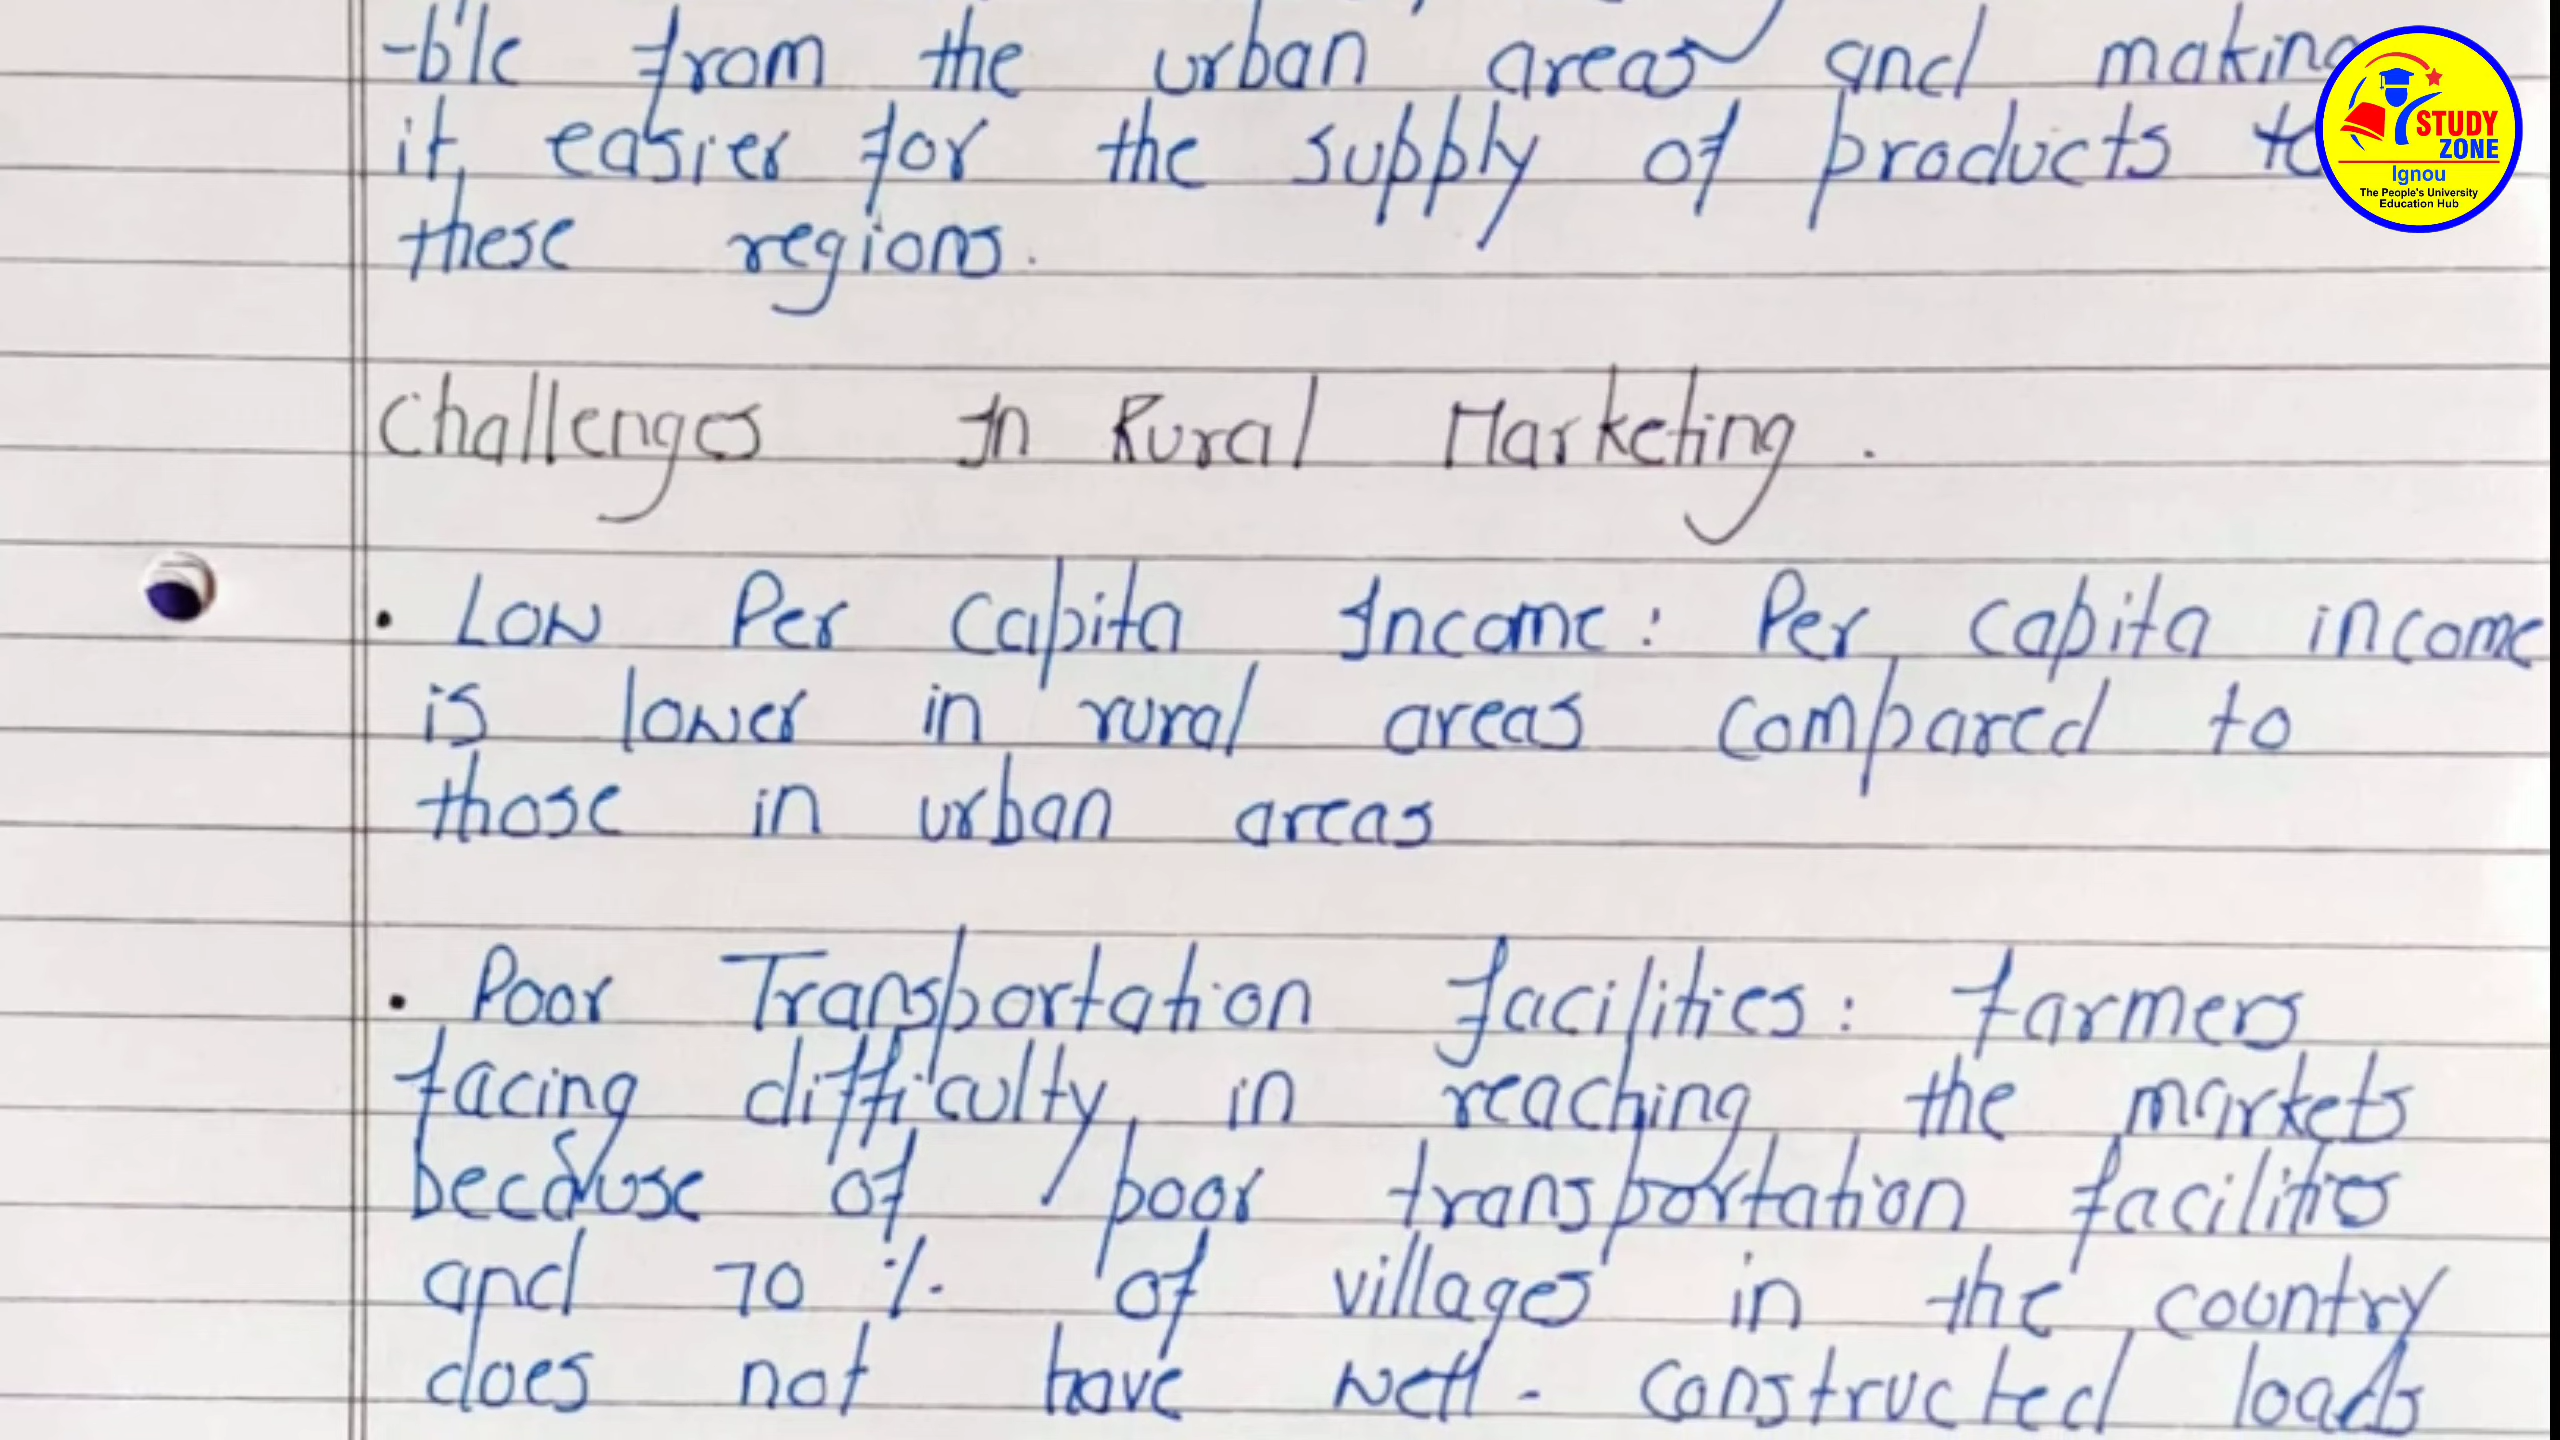 -ble from the urban areas and making
it easier for the supply of products to
these regions.
Challenges In Rural Marketing.
• Low Per Capita Income: Per capita income
is lower in rural areas compared to
those in urban areas
• Poor Transportation facilities: farmers
facing difficulty in reaching the markets
because of poor transportation facilities
and 70 % of villages in the country
does not have well-constructed loads
STUDY
ZONE
Ignou
The People's University
Education Hub